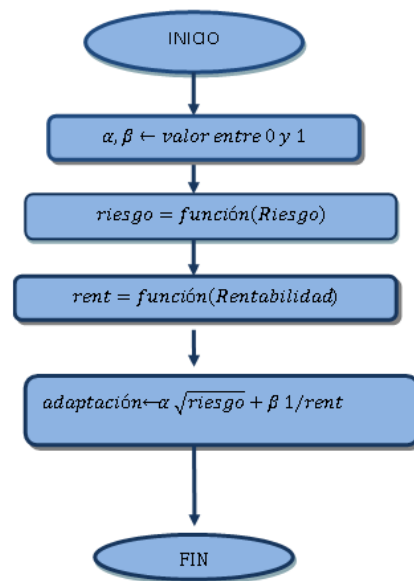 INICIO
α, β ← valor entre 0 y 1
riesgo = función(Riesgo)
rent = función(Rentabilidad)
adaptación←α √riesgo + β 1/rent
FIN